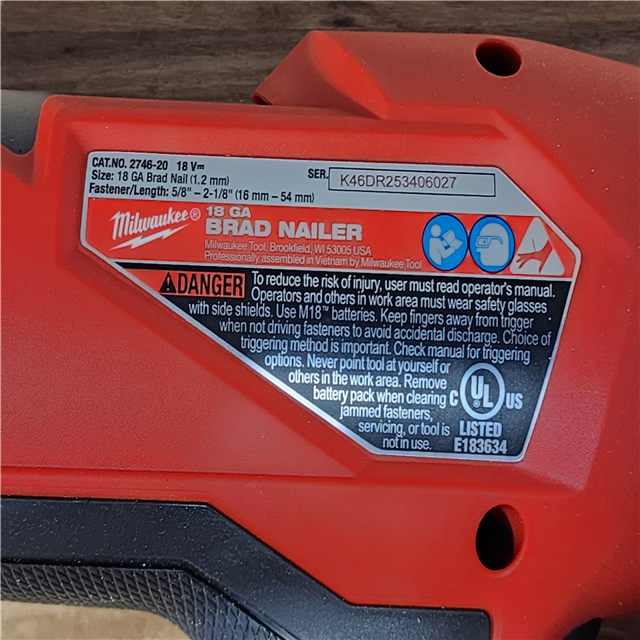 CAT.NO. 2746-20 18 V⎓
Size: 18 GA Brad Nail (1.2 mm)
Fastener/Length: 5/8" – 2-1/8" (16 mm – 54 mm)
SER. K46DR253406027
Milwaukee®
18 GA
BRAD NAILER
Milwaukee Tool, Brookfield, WI 53005 USA
Professionally assembled in Vietnam by Milwaukee Tool
DANGER
To reduce the risk of injury, user must read operator's manual.
Operators and others in work area must wear safety glasses
with side shields. Use M18™ batteries. Keep fingers away from trigger
when not driving fasteners to avoid accidental discharge. Choice of
triggering method is important. Check manual for triggering
options. Never point tool at yourself or
others in the work area. Remove
battery pack when clearing
jammed fasteners,
servicing, or tool is
not in use.
C UL US
LISTED
E183634